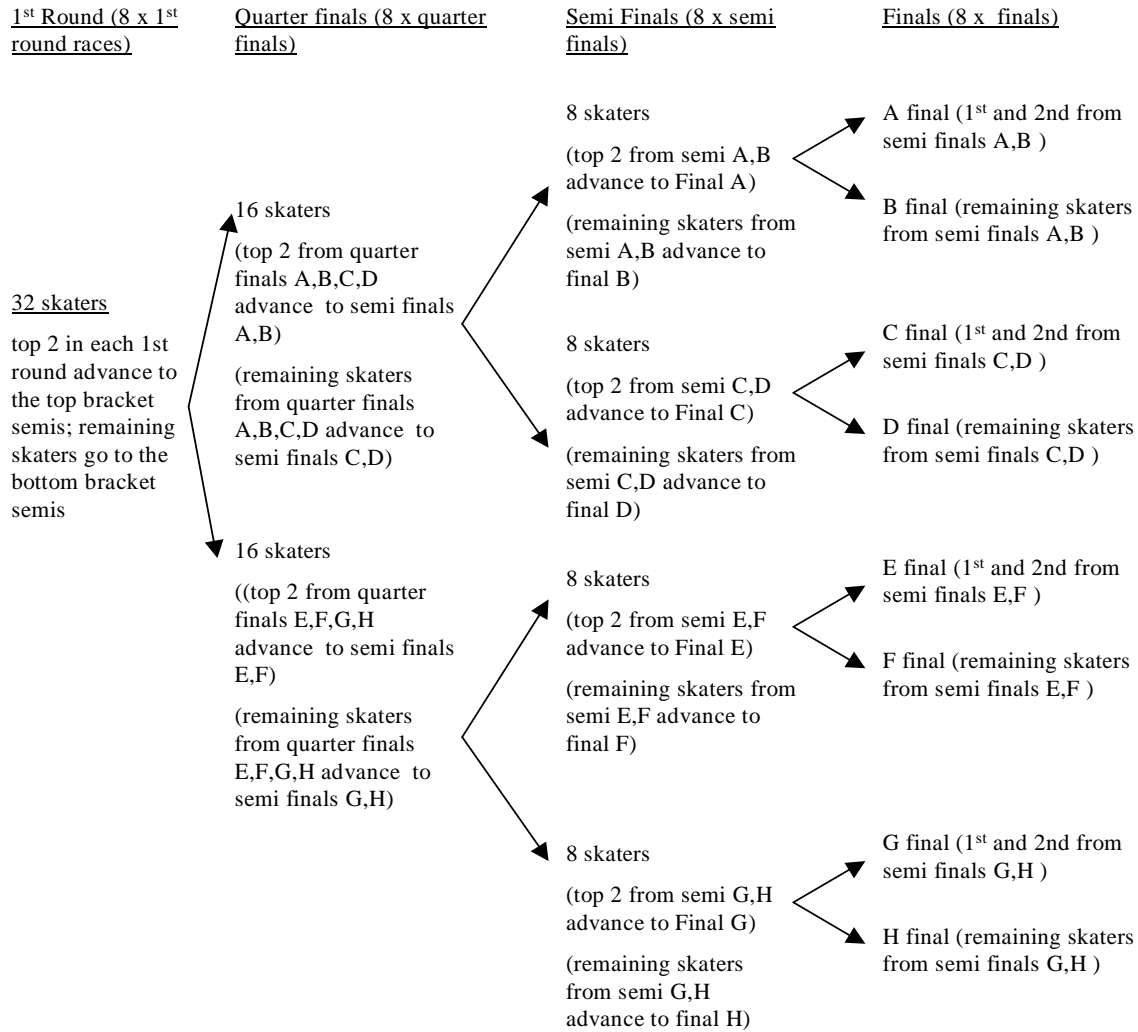 1st Round (8 x 1st
round races)
Quarter finals (8 x quarter
finals)
Semi Finals (8 x semi
finals)
Finals (8 x  finals)
32 skaters
top 2 in each 1st
round advance to
the top bracket
semis; remaining
skaters go to the
bottom bracket
semis
16 skaters
(top 2 from quarter
finals A,B,C,D
advance  to semi finals
A,B)
(remaining skaters
from quarter finals
A,B,C,D advance  to
semi finals C,D)
16 skaters
((top 2 from quarter
finals E,F,G,H
advance  to semi finals
E,F)
(remaining skaters
from quarter finals
E,F,G,H advance  to
semi finals G,H)
8 skaters
(top 2 from semi A,B
advance to Final A)
(remaining skaters from
semi A,B advance to
final B)
8 skaters
(top 2 from semi C,D
advance to Final C)
(remaining skaters from
semi C,D advance to
final D)
8 skaters
(top 2 from semi E,F
advance to Final E)
(remaining skaters from
semi E,F advance to
final F)
8 skaters
(top 2 from semi G,H
advance to Final G)
(remaining skaters
from semi G,H
advance to final H)
A final (1st and 2nd from
semi finals A,B )
B final (remaining skaters
from semi finals A,B )
C final (1st and 2nd from
semi finals C,D )
D final (remaining skaters
from semi finals C,D )
E final (1st and 2nd from
semi finals E,F )
F final (remaining skaters
from semi finals E,F )
G final (1st and 2nd from
semi finals G,H )
H final (remaining skaters
from semi finals G,H )